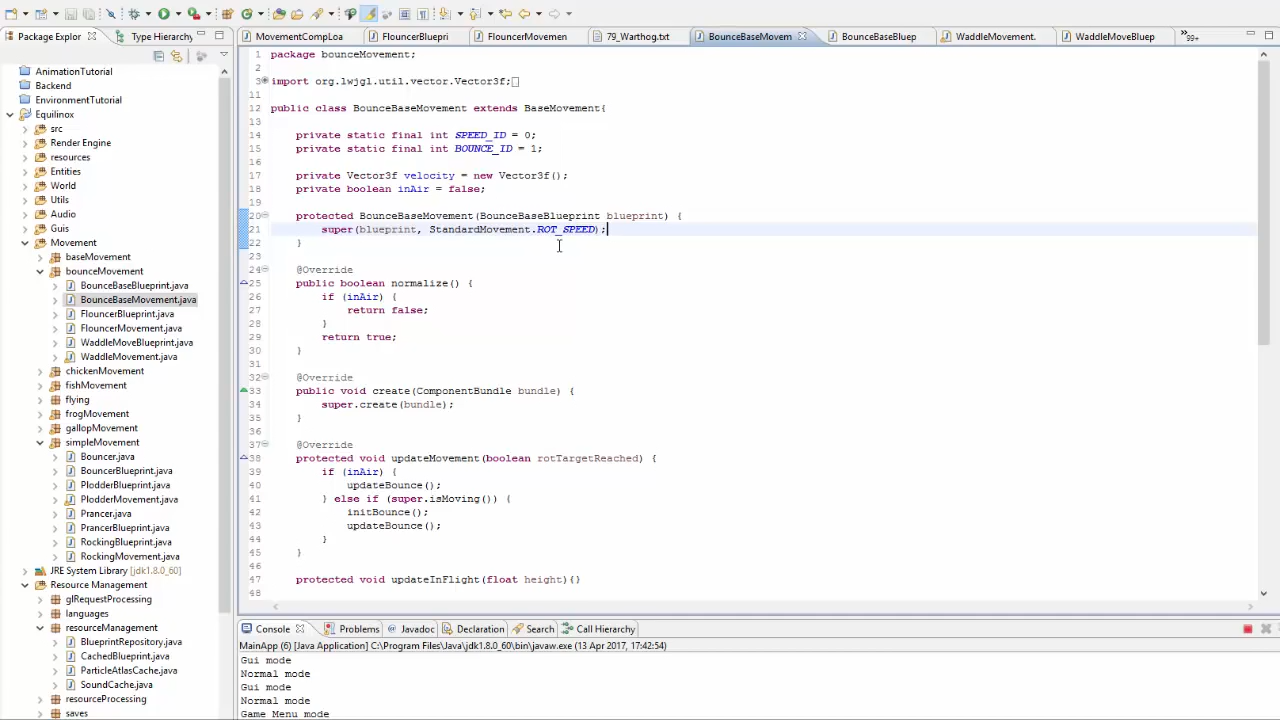 Package Explor
Type Hierarchy
MovementCompLoa
FlouncerBluepri
FlouncerMovemen
79_Warthog.txt
BounceBaseMovem
BounceBaseBluep
WaddleMovement.
WaddleMoveBluep
99+
AnimationTutorial
Backend
EnvironmentTutorial
Equilinox
src
Render Engine
resources
Entities
World
Utils
Audio
Guis
Movement
baseMovement
bounceMovement
BounceBaseBlueprint.java
BounceBaseMovement.java
FlouncerBlueprint.java
FlouncerMovement.java
WaddleMoveBlueprint.java
WaddleMovement.java
chickenMovement
fishMovement
flying
frogMovement
gallopMovement
simpleMovement
Bouncer.java
BouncerBlueprint.java
PlodderBlueprint.java
PlodderMovement.java
Prancer.java
PrancerBlueprint.java
RockingBlueprint.java
RockingMovement.java
JRE System Library [jdk1.8.0_60]
Resource Management
glRequestProcessing
languages
resourceManagement
BlueprintRepository.java
CachedBlueprint.java
ParticleAtlasCache.java
SoundCache.java
resourceProcessing
saves
1 package bounceMovement;
2
3 import org.lwjgl.util.vector.Vector3f;
11
12 public class BounceBaseMovement extends BaseMovement{
13
14 private static final int SPEED_ID = 0;
15 private static final int BOUNCE_ID = 1;
16
17 private Vector3f velocity = new Vector3f();
18 private boolean inAir = false;
19
20 protected BounceBaseMovement(BounceBaseBlueprint blueprint) {
21 super(blueprint, StandardMovement.ROT_SPEED);
22 }
23
24 @Override
25 public boolean normalize() {
26 if (inAir) {
27 return false;
28 }
29 return true;
30 }
31
32 @Override
33 public void create(ComponentBundle bundle) {
34 super.create(bundle);
35 }
36
37 @Override
38 protected void updateMovement(boolean rotTargetReached) {
39 if (inAir) {
40 updateBounce();
41 } else if (super.isMoving()) {
42 initBounce();
43 updateBounce();
44 }
45 }
46
47 protected void updateInFlight(float height){}
48
Console
Problems
Javadoc
Declaration
Search
Call Hierarchy
MainApp (6) [Java Application] C:\Program Files\Java\jdk1.8.0_60\bin\javaw.exe (13 Apr 2017, 17:42:54)
Gui mode
Normal mode
Gui mode
Normal mode
Game Menu mode